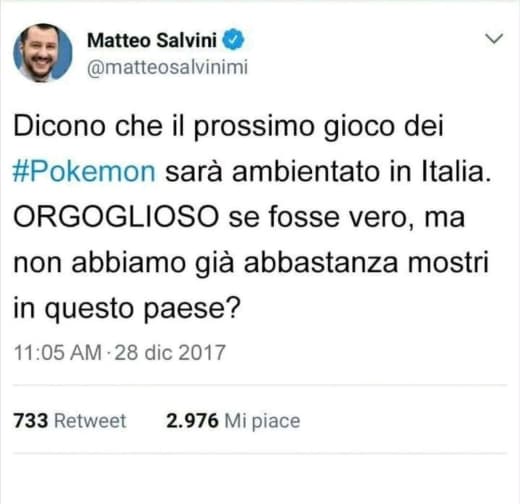 Matteo Salvini
@matteosalvinimi
Dicono che il prossimo gioco dei
#Pokemon sarà ambientato in Italia.
ORGOGLIOSO se fosse vero, ma
non abbiamo già abbastanza mostri
in questo paese?
11:05 AM · 28 dic 2017
733 Retweet 2.976 Mi piace